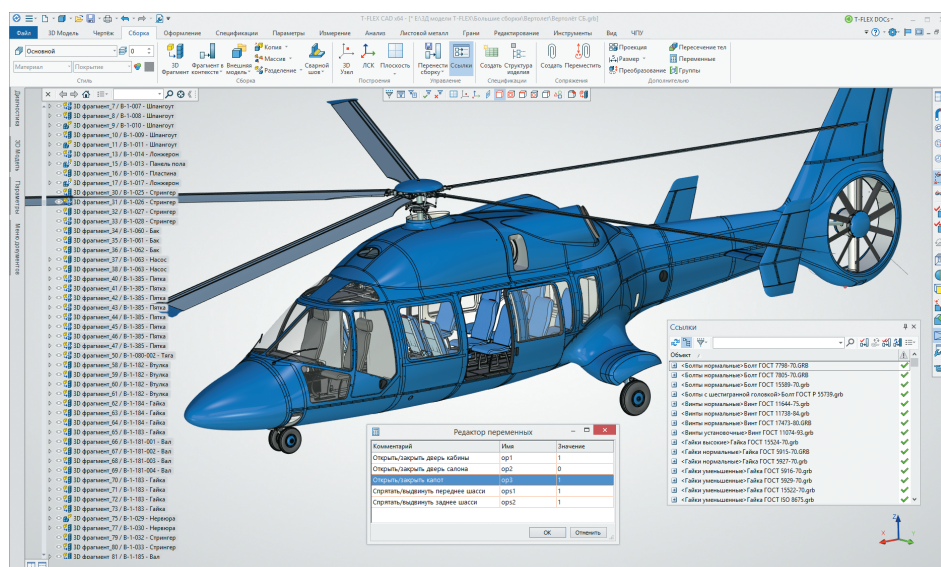 T-FLEX CAD x64 - [* E:\3Д модели T-FLEX\Большие сборки\Вертолет\Вертолёт СБ.grb]
T-FLEX DOCs
Файл 3D Модель Чертёж Сборка Оформление Спецификации Параметры Измерение Анализ Листовой металл Грани Редактирование Инструменты Вид ЧПУ
Основной 0
Материал Покрытие
Стиль
3D Фрагмент
Фрагмент в контексте
Внешняя модель
Копия
Массив
Разделение
Сварной шов
Сборка
3D Узел
ЛСК
Плоскость
Построения
Перенести сборку
Ссылки
Управление
Создать
Структура изделия
Спецификации
Создать
Переместить
Сопряжения
Проекция
Размер
Преобразование
Пересечение тел
Переменные
Группы
Дополнительно
Диагностика
3D Модель
Параметры
Меню документов
3D фрагмент_7 / В-1-007 - Шпангоут
3D фрагмент_8 / В-1-008 - Шпангоут
3D фрагмент_9 / В-1-010 - Шпангоут
3D фрагмент_10 / В-1-009 - Шпангоут
3D фрагмент_11 / В-1-011 - Шпангоут
3D фрагмент_13 / В-1-014 - Лонжерон
3D фрагмент_15 / В-1-013 - Панель пола
3D фрагмент_16 / В-1-016 - Пластина
3D фрагмент_17 / В-1-017 - Лонжерон
3D фрагмент_30 / В-1-025 - Стрингер
3D фрагмент_31 / В-1-026 - Стрингер
3D фрагмент_32 / В-1-027 - Стрингер
3D фрагмент_33 / В-1-028 - Стрингер
3D фрагмент_34 / В-1-060 - Бак
3D фрагмент_35 / В-1-061 - Бак
3D фрагмент_36 / В-1-062 - Бак
3D фрагмент_37 / В-1-063 - Насос
3D фрагмент_38 / В-1-063 - Насос
3D фрагмент_40 / В-1-385 - Пятка
3D фрагмент_41 / В-1-385 - Пятка
3D фрагмент_42 / В-1-385 - Пятка
3D фрагмент_43 / В-1-385 - Пятка
3D фрагмент_44 / В-1-385 - Пятка
3D фрагмент_45 / В-1-385 - Пятка
3D фрагмент_46 / В-1-385 - Пятка
3D фрагмент_47 / В-1-385 - Пятка
3D фрагмент_50 / В-1-080-002 - Тяга
3D фрагмент_58 / В-1-182 - Втулка
3D фрагмент_59 / В-1-182 - Втулка
3D фрагмент_60 / В-1-182 - Втулка
3D фрагмент_61 / В-1-182 - Втулка
3D фрагмент_62 / В-1-184 - Гайка
3D фрагмент_63 / В-1-184 - Гайка
3D фрагмент_64 / В-1-184 - Гайка
3D фрагмент_65 / В-1-103 - Гайка
3D фрагмент_66 / В-1-181-001 - Вал
3D фрагмент_67 / В-1-181-002 - Вал
3D фрагмент_68 / В-1-181-003 - Вал
3D фрагмент_69 / В-1-181-004 - Вал
3D фрагмент_70 / В-1-183 - Гайка
3D фрагмент_71 / В-1-183 - Гайка
3D фрагмент_72 / В-1-183 - Гайка
3D фрагмент_73 / В-1-183 - Гайка
3D фрагмент_76 / В-1-029 - Нервюра
3D фрагмент_77 / В-1-030 - Нервюра
3D фрагмент_79 / В-1-032 - Стрингер
3D фрагмент_80 / В-1-033 - Стрингер
3D фрагмент 81 / В-1-185 - Вал
Ссылки
Объект
<Болты нормальные>Болт ГОСТ 7798-70.GRB
<Болты нормальные>Болт ГОСТ 7805-70.GRB
<Болты нормальные>Болт ГОСТ 15589-70.grb
<Болты с шестигранной головкой>Болт ГОСТ Р 55739.grb
<Винты нормальные>Винт ГОСТ 11644-75.grb
<Винты нормальные>Винт ГОСТ 11738-84.grb
<Винты нормальные>Винт ГОСТ 17473-80.GRB
<Винты установочные>Винт ГОСТ 11074-93.grb
<Гайки высокие>Гайка ГОСТ 15524-70.grb
<Гайки нормальные>Гайка ГОСТ 5915-70.GRB
<Гайки нормальные>Гайка ГОСТ 5927-70.grb
<Гайки уменьшенные>Гайка ГОСТ 5916-70.grb
<Гайки уменьшенные>Гайка ГОСТ 5929-70.grb
<Гайки уменьшенные>Гайка ГОСТ 15522-70.grb
<Гайки уменьшенные>Гайка ГОСТ ISO 8675.grb
Редактор переменных
Комментарий Имя Значение
Открыть/закрыть дверь кабины op1 1
Открыть/закрыть дверь салона op2 0
Открыть/закрыть капот op3 1
Спрятать/выдвинуть переднее шасси ops1 1
Спрятать/выдвинуть заднее шасси ops2 1
OK Отменить
Z
X
Y